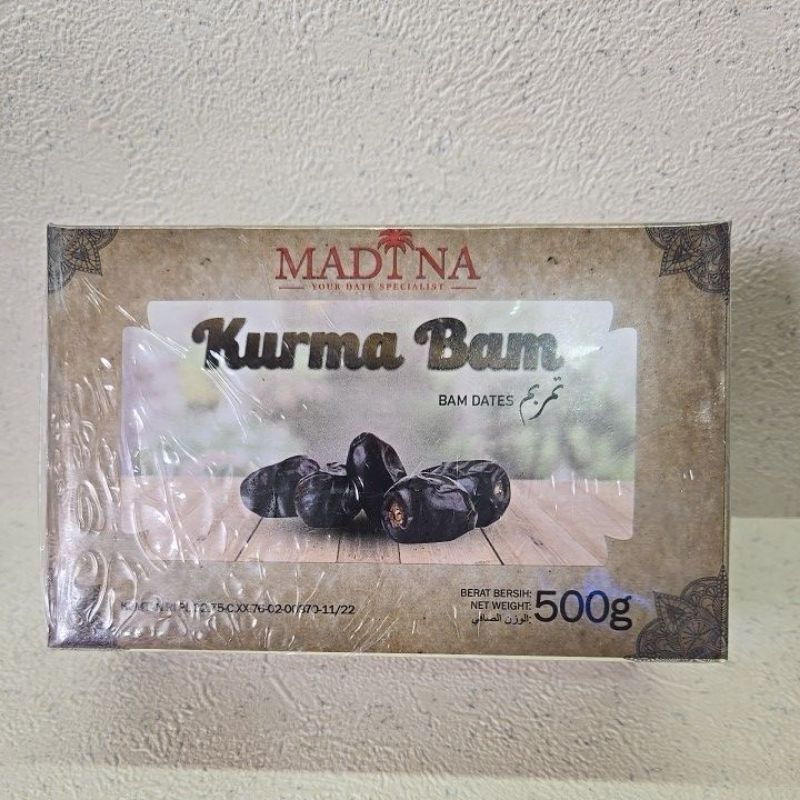 MADINA
YOUR DATE SPECIALIST
Kurma Bam
BAM DATES تمر بم
BERAT BERSIH:
NET WEIGHT: 500g
الوزن الصافي: